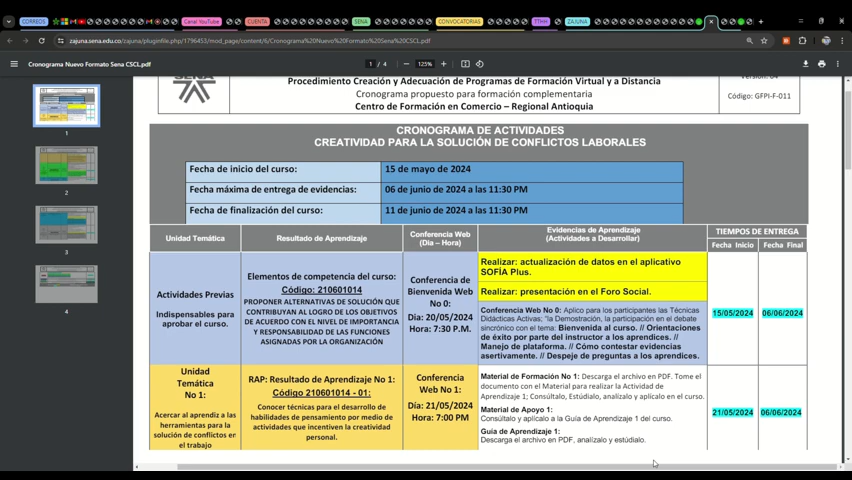 CORREOS
Canal YouTube
CUENTA
SENA
CONVOCATORIAS
TTHH
ZAJUNA
zajuna.sena.edu.co/zajuna/pluginfile.php/1796453/mod_page/content/6/Cronograma%20Nuevo%20Formato%20Sena%20CSCL.pdf
Cronograma Nuevo Formato Sena CSCL.pdf
1 / 4
125%
1
2
3
4
SENA
Procedimiento Creación y Adecuación de Programas de Formación Virtual y a Distancia
Cronograma propuesto para formación complementaria
Centro de Formación en Comercio – Regional Antioquia
Versión: 04
Código: GFPI-F-011
CRONOGRAMA DE ACTIVIDADES
CREATIVIDAD PARA LA SOLUCIÓN DE CONFLICTOS LABORALES
Fecha de inicio del curso: 15 de mayo de 2024
Fecha máxima de entrega de evidencias: 06 de junio de 2024 a las 11:30 PM
Fecha de finalización del curso: 11 de junio de 2024 a las 11:30 PM
Unidad Temática
Resultado de Aprendizaje
Conferencia Web
(Día – Hora)
Evidencias de Aprendizaje
(Actividades a Desarrollar)
TIEMPOS DE ENTREGA
Fecha Inicio
Fecha Final
Actividades Previas
Indispensables para
aprobar el curso.
Elementos de competencia del curso:
Código: 210601014
PROPONER ALTERNATIVAS DE SOLUCIÓN QUE
CONTRIBUYAN AL LOGRO DE LOS OBJETIVOS
DE ACUERDO CON EL NIVEL DE IMPORTANCIA
Y RESPONSABILIDAD DE LAS FUNCIONES
ASIGNADAS POR LA ORGANIZACIÓN
Conferencia de
Bienvenida Web
No 0:
Día: 20/05/2024
Hora: 7:30 P.M.
Realizar: actualización de datos en el aplicativo
SOFÍA Plus.
Realizar: presentación en el Foro Social.
Conferencia Web No 0: Aplico para los participantes las Técnicas
Didácticas Activas; "la Demostración, la participación en el debate
sincrónico con el tema: Bienvenida al curso. // Orientaciones
de éxito por parte del instructor a los aprendices. //
Manejo de plataforma. // Cómo contestar evidencias
asertivamente. // Despeje de preguntas a los aprendices.
15/05/2024
06/06/2024
Unidad
Temática
No 1:
Acercar al aprendiz a las
herramientas para la
solución de conflictos en
el trabajo
RAP: Resultado de Aprendizaje No 1:
Código 210601014 - 01:
Conocer técnicas para el desarrollo de
habilidades de pensamiento por medio de
actividades que incentiven la creatividad
personal.
Conferencia
Web No 1:
Día: 21/05/2024
Hora: 7:00 PM
Material de Formación No 1: Descarga el archivo en PDF. Tome el
documento con el Material para realizar la Actividad de
Aprendizaje 1; Consúltalo, Estúdialo, analízalo y aplícalo en el curso.
Material de Apoyo 1:
Consúltalo y aplícalo a la Guía de Aprendizaje 1 del curso.
Guía de Aprendizaje 1:
Descarga el archivo en PDF, analízalo y estúdialo.
21/05/2024
06/06/2024